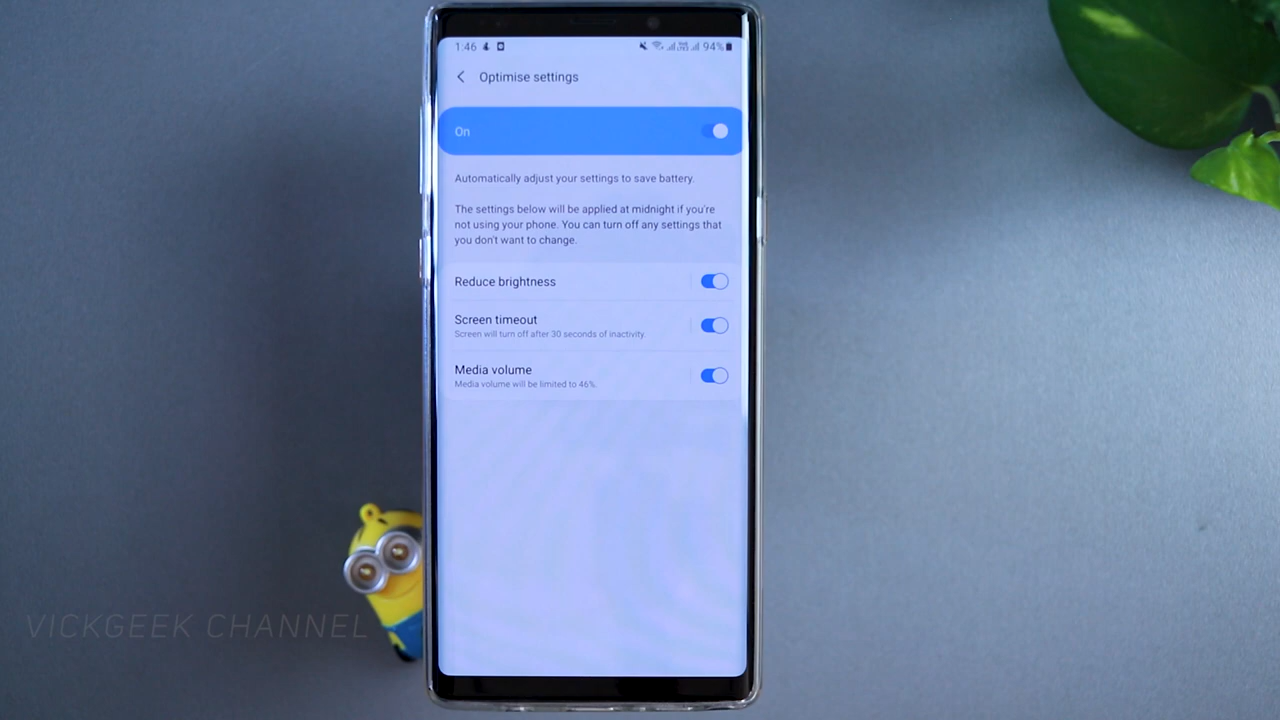 1:46
94%
Optimise settings
On
Automatically adjust your settings to save battery.
The settings below will be applied at midnight if you're
not using your phone. You can turn off any settings that
you don't want to change.
Reduce brightness
Screen timeout
Screen will turn off after 30 seconds of inactivity.
Media volume
Media volume will be limited to 46%.
VICKGEEK CHANNEL